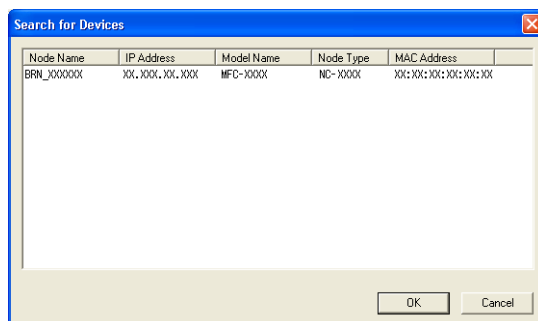 Search for Devices
Node Name IP Address Model Name Node Type MAC Address
BRN_XXXXXX XX.XXX.XX.XXX MFC-XXXX NC-XXXX XX:XX:XX:XX:XX:XX
OK Cancel